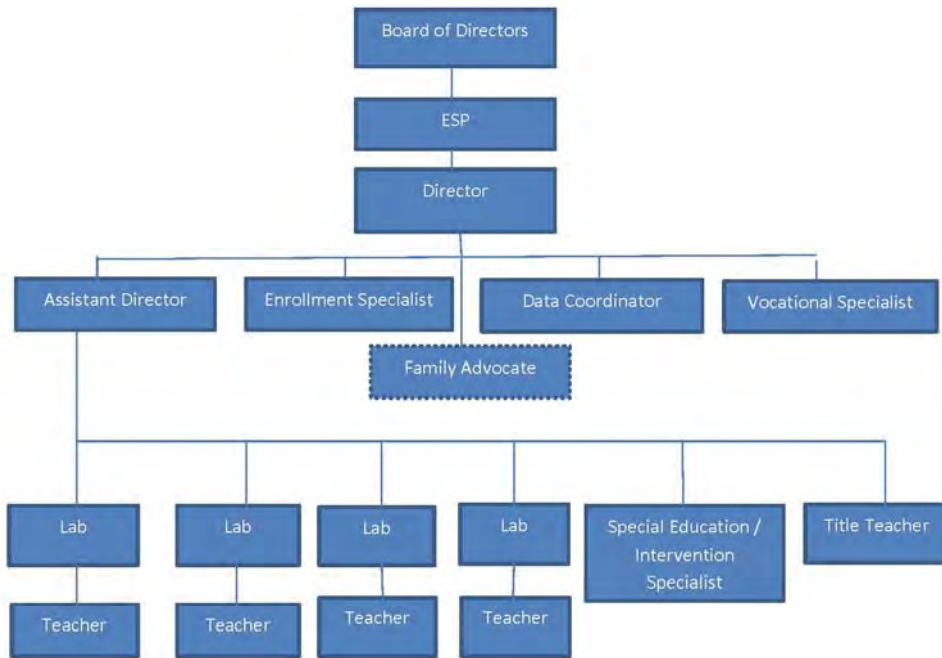 Board of Directors
ESP
Director
Assistant Director
Enrollment Specialist
Data Coordinator
Vocational Specialist
Family Advocate
Lab
Lab
Lab
Lab
Special Education /
Intervention
Specialist
Title Teacher
Teacher
Teacher
Teacher
Teacher